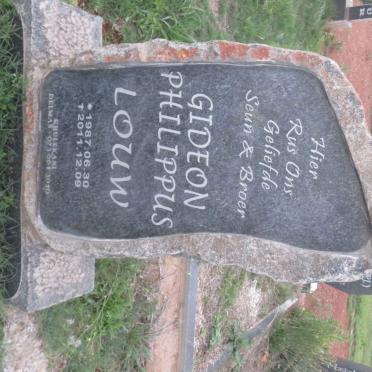 Hier
Rus Ons
Geliefde
Seun & Broer
GIDEON
PHILIPPUS
LOUW
* 1987.06.30
† 2011.12.09